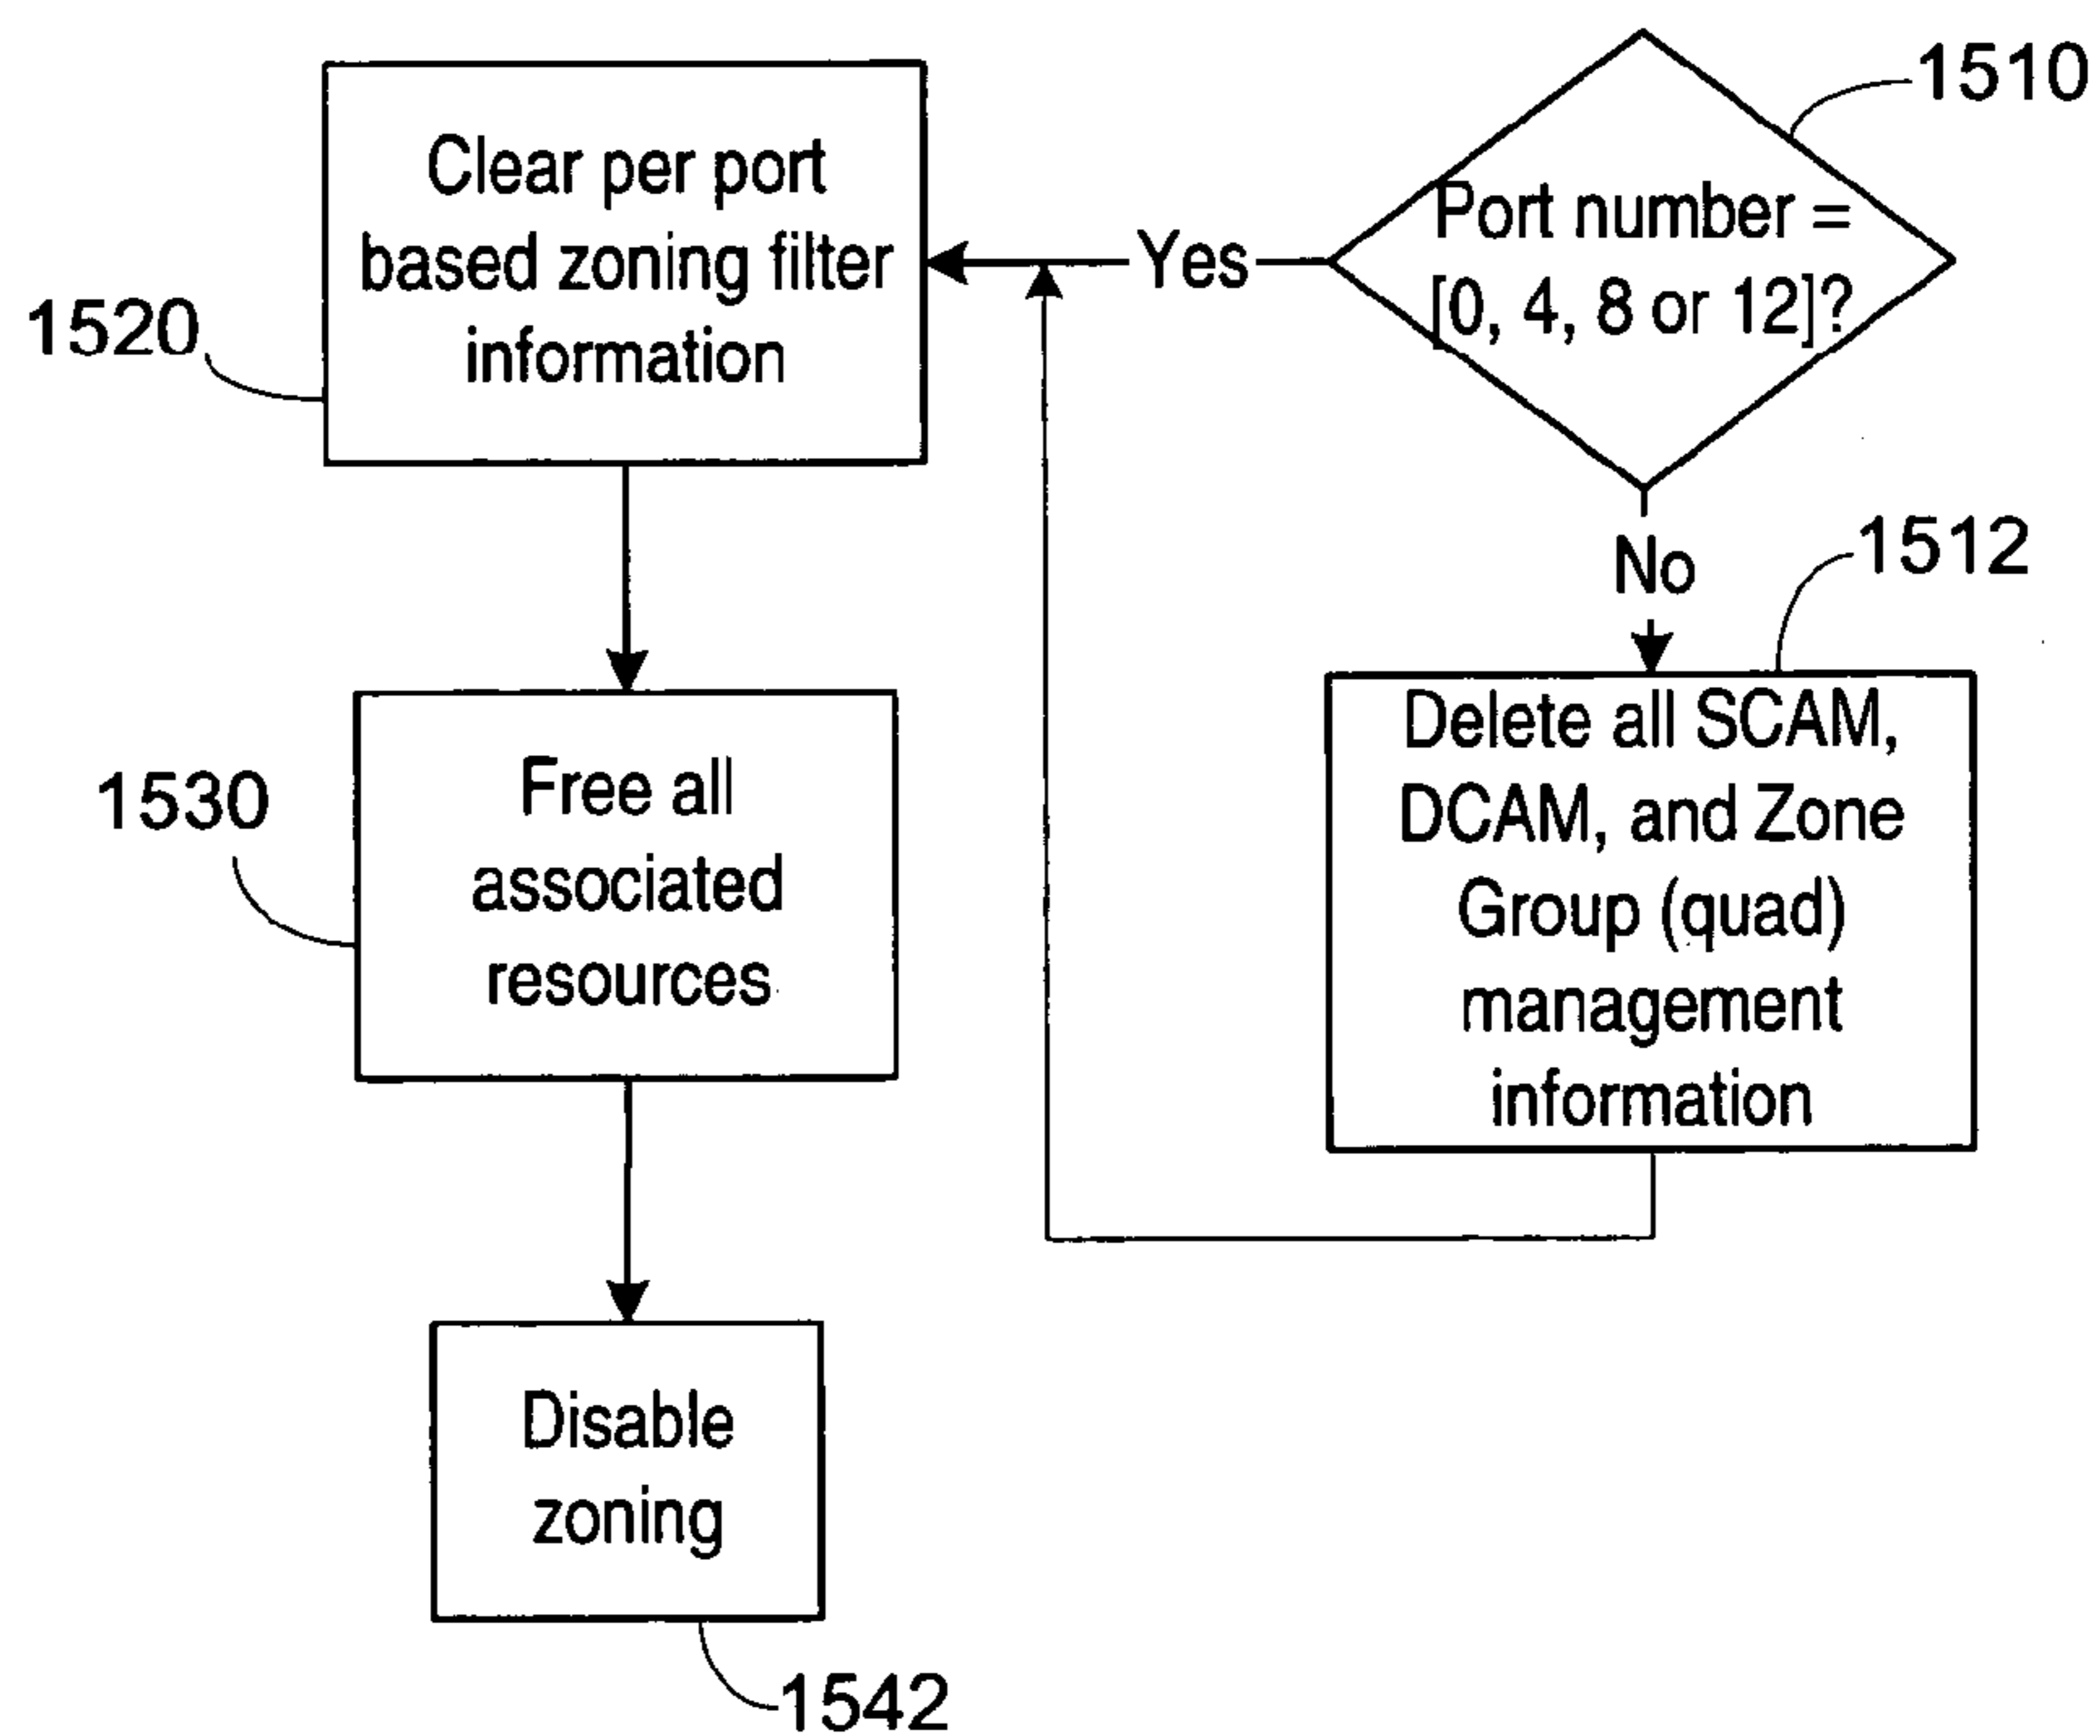 1510
Port number =
[0, 4, 8 or 12]?
Yes
No
1512
Delete all SCAM,
DCAM, and Zone
Group (quad)
management
information
Clear per port
based zoning filter
information
1520
Free all
associated
resources
1530
Disable
zoning
1542